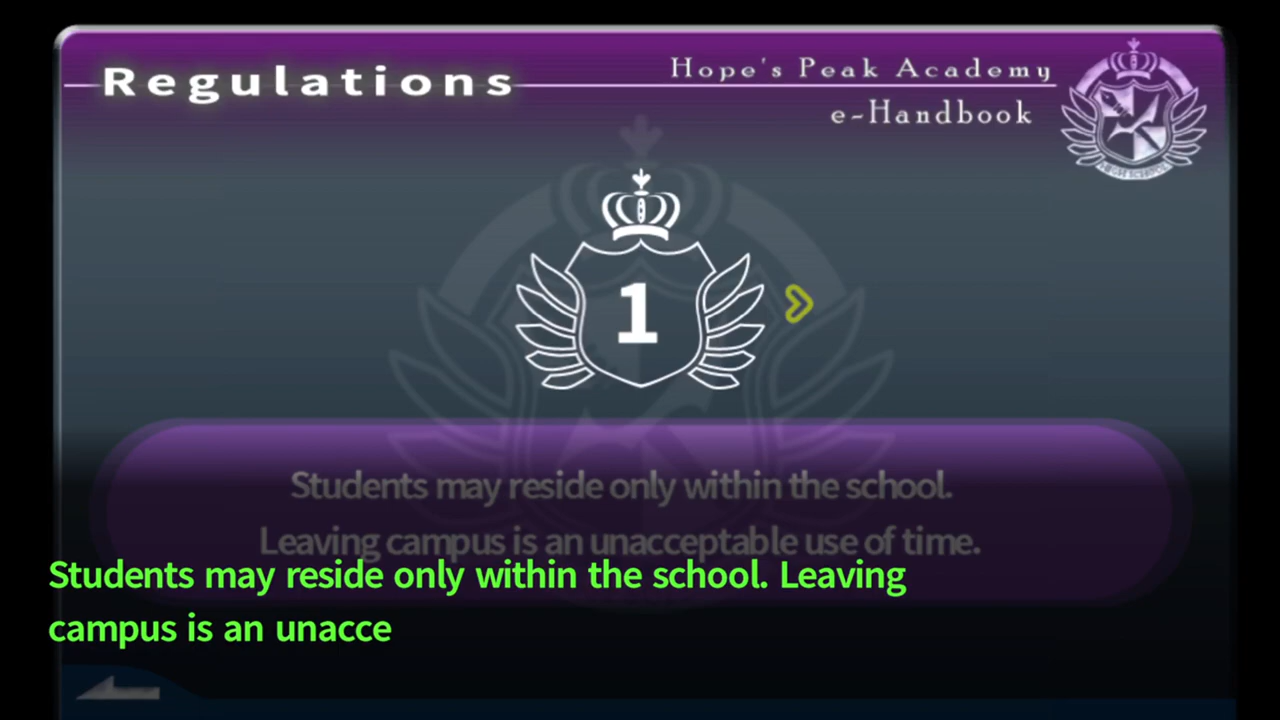 Regulations
Hope's Peak Academy
e-Handbook
1
Students may reside only within the school.
Leaving campus is an unacceptable use of time.
Students may reside only within the school. Leaving
campus is an unacce